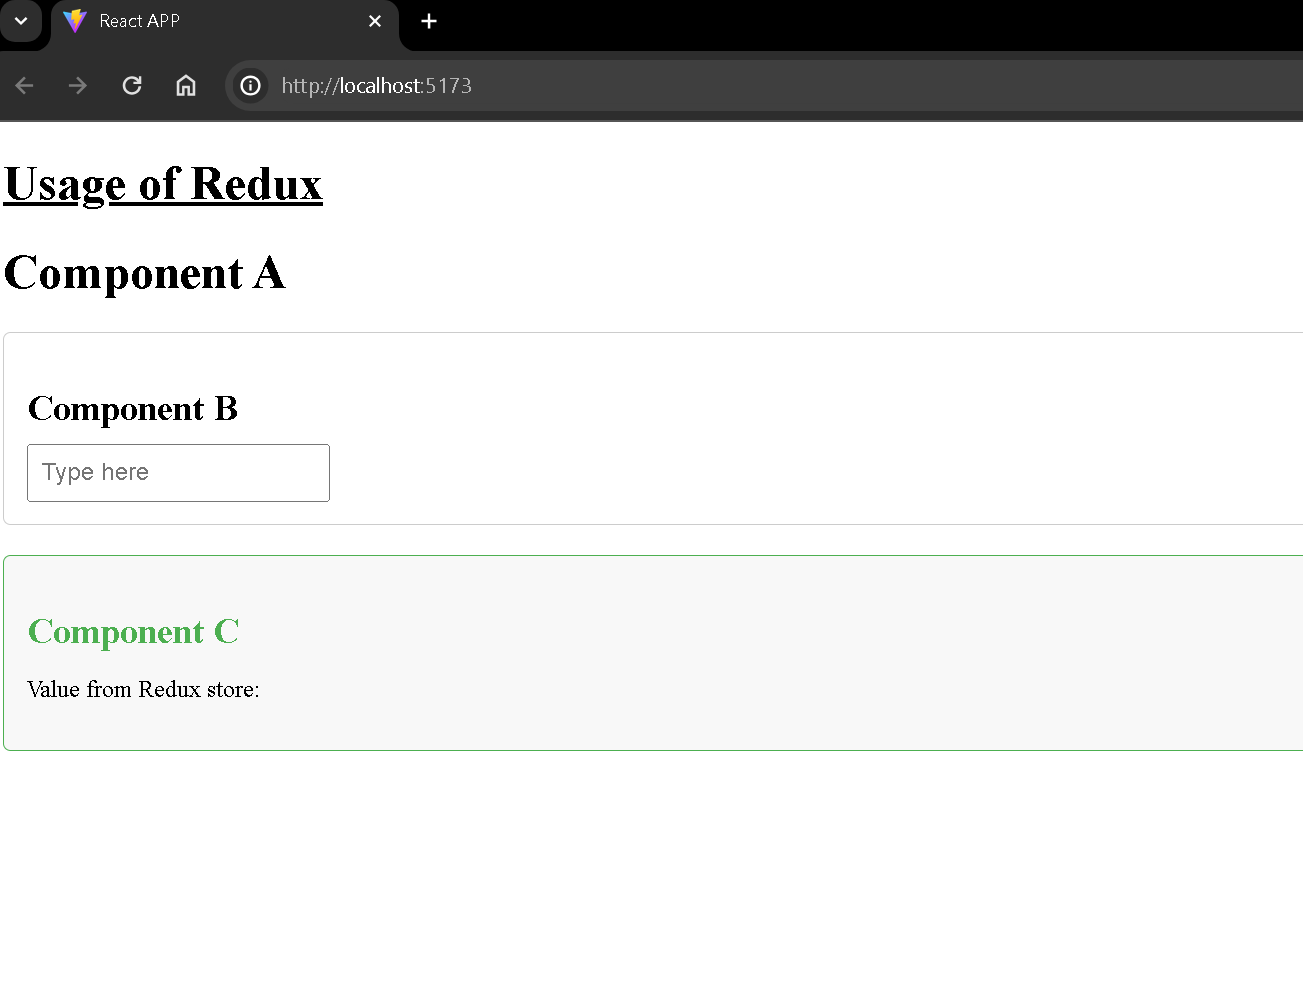 React APP
http://localhost:5173
Usage of Redux
Component A
Component B
Type here
Component C
Value from Redux store: